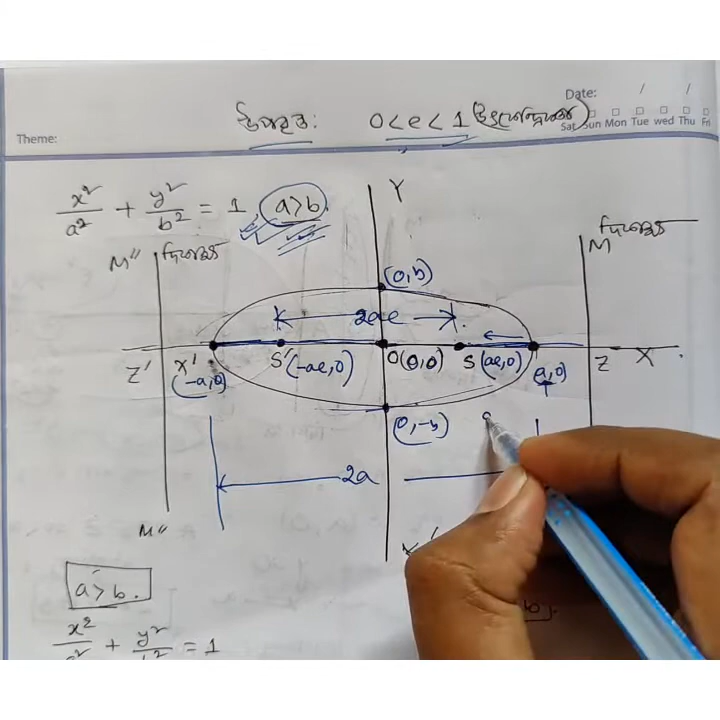 Date: / /
উপবৃত্ত: 0<e<1 (উৎকেন্দ্রিকতা)
Sat Sun Mon Tue wed Thu Fri
Theme:
x²/a² + y²/b² = 1, a>b
Y
M'' নিয়ামক
নিয়ামক
M
(0,b)
2ae
Z' X' S' (-ae,0) O(0,0) S (ae,0) Z X
(-a,0) (a,0)
(0,-b)
2a
M''
a>b.
x² + y² = 1